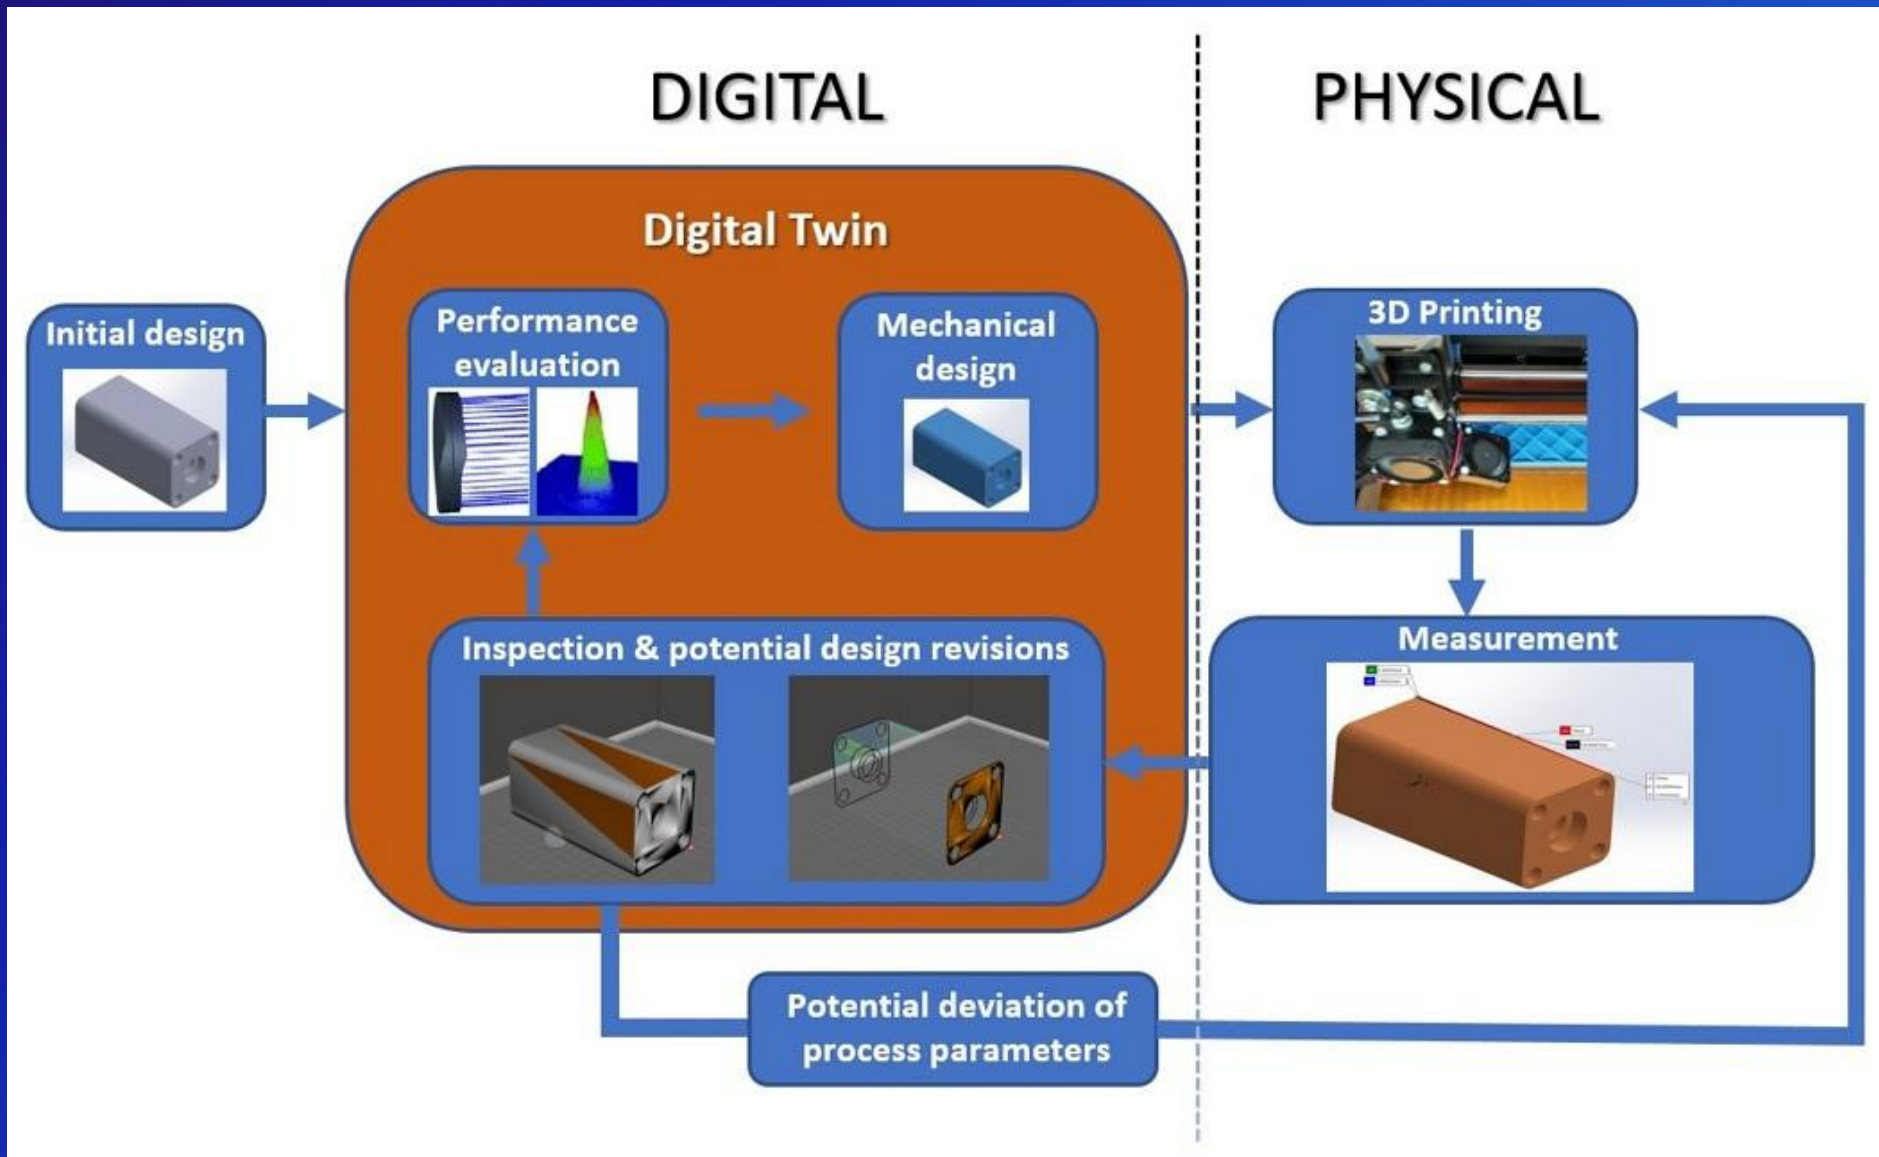 DIGITAL
PHYSICAL
Digital Twin
Initial design
Performance
evaluation
Mechanical
design
3D Printing
Inspection & potential design revisions
Measurement
Potential deviation of
process parameters